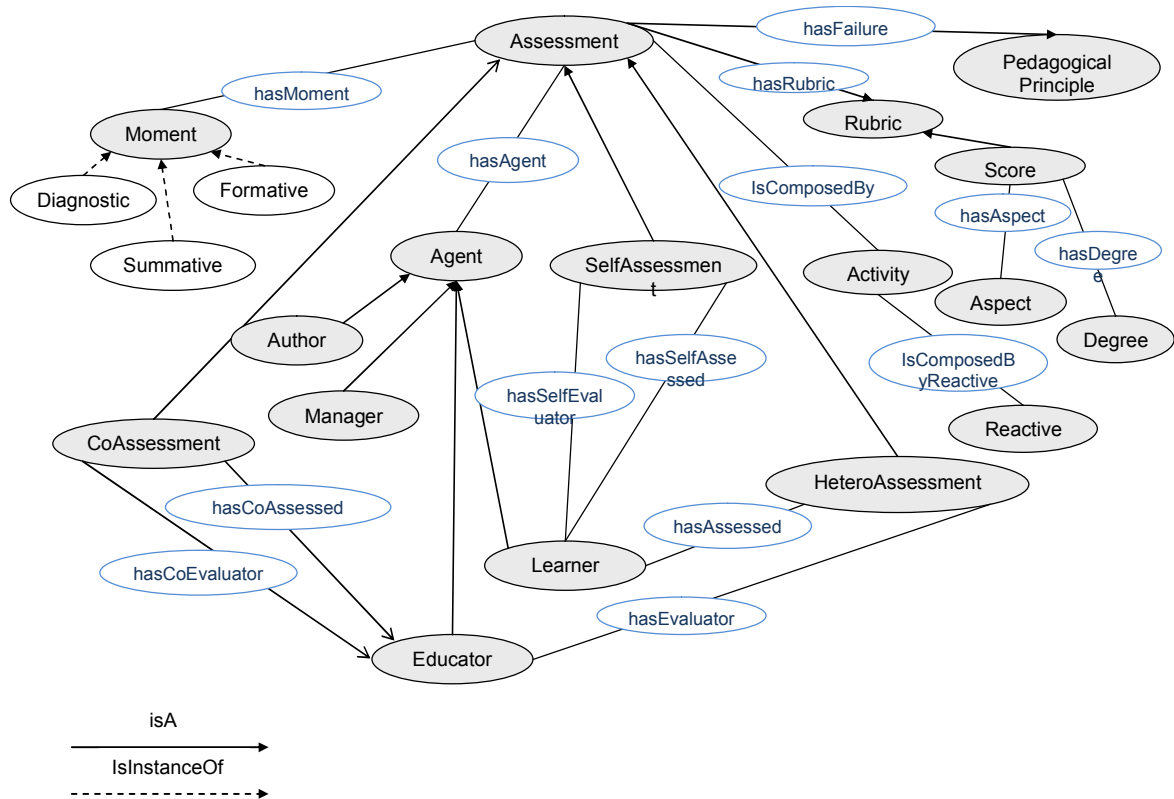 Assessment
hasFailure
Pedagogical
Principle
hasMoment
hasRubric
Rubric
Moment
hasAgent
Score
Diagnostic
Formative
IsComposedBy
hasAspect
Summative
Agent
SelfAssessmen
t
Activity
hasDegre
e
Aspect
Author
Degree
hasSelfAsse
ssed
IsComposedB
yReactive
hasSelfEval
uator
Manager
Reactive
CoAssessment
HeteroAssessment
hasCoAssessed
hasAssessed
hasCoEvaluator
Learner
hasEvaluator
Educator
isA
IsInstanceOf